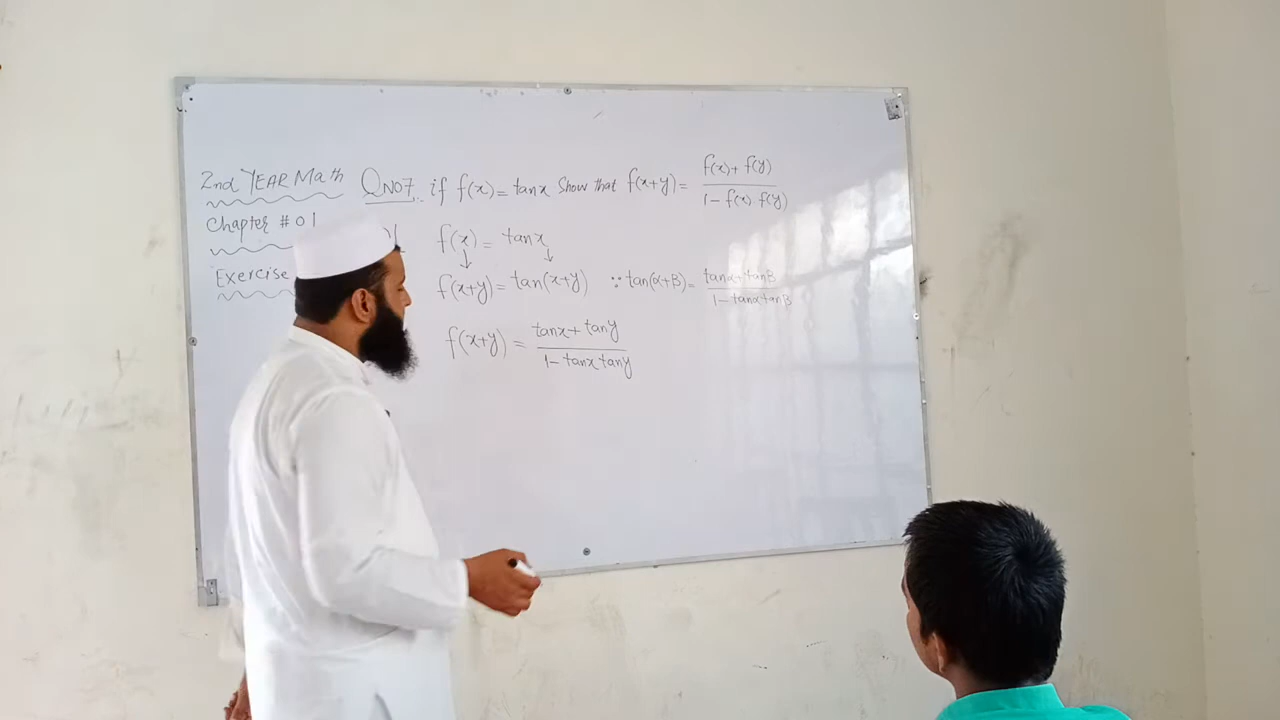 2nd YEAR Math
Chapter # 01
Exercise
Q NO7. if f(x) = tanx Show that f(x+y) = f(x) + f(y) / 1 - f(x) f(y)
f(x) = tanx
f(x+y) = tan(x+y) ∵ tan(α+β) = tanα + tanβ / 1 - tanα tanβ
f(x+y) = tanx + tany / 1 - tanx tany